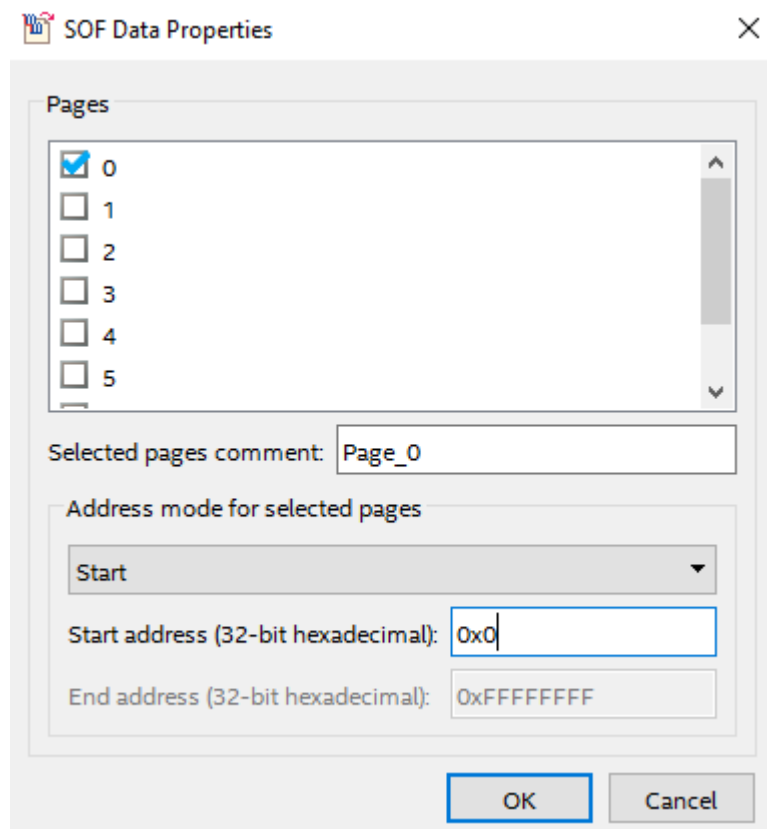 SOF Data Properties
Pages
0
1
2
3
4
5
Selected pages comment: Page_0
Address mode for selected pages
Start
Start address (32-bit hexadecimal): 0x0
End address (32-bit hexadecimal): 0xFFFFFFFF
OK Cancel